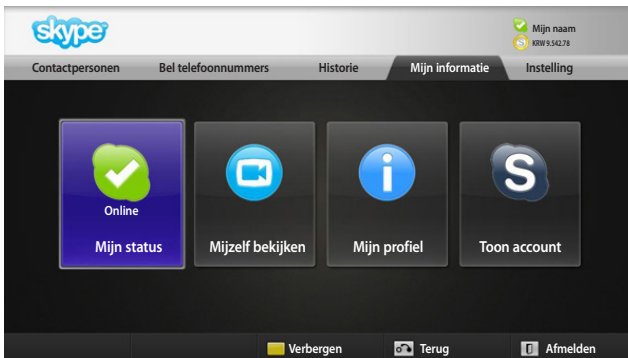 skype
Mijn naam
KRW 9.542.78
Contactpersonen Bel telefoonnummers Historie Mijn informatie Instelling
Online
Mijn status Mijzelf bekijken Mijn profiel Toon account
Verbergen Terug Afmelden